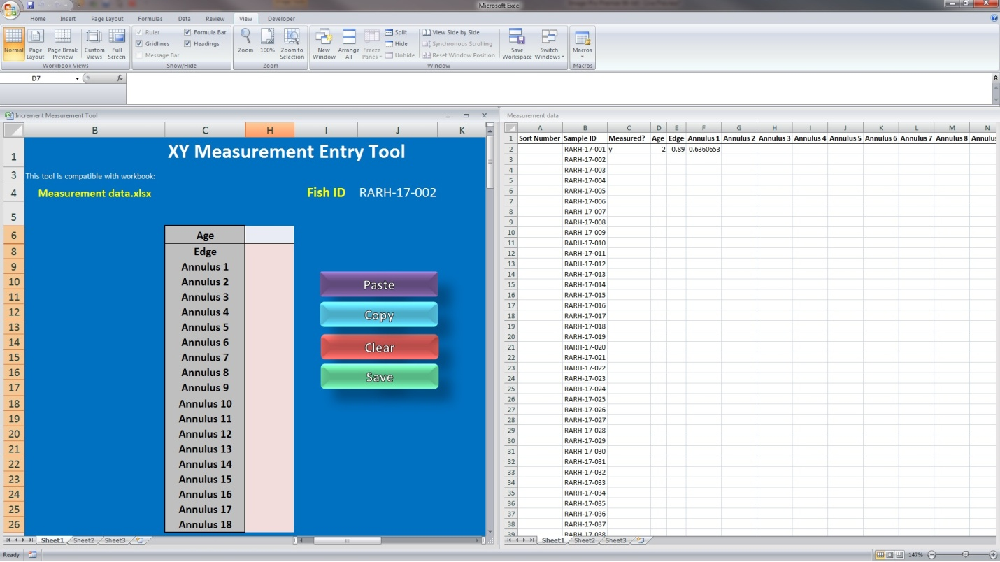 Microsoft Excel
Home Insert Page Layout Formulas Data Review View Developer
Normal Page Layout Page Break Preview Custom Views Full Screen
Workbook Views
Ruler Formula Bar
Gridlines Headings
Message Bar
Show/Hide
Zoom 100% Zoom to Selection
Zoom
New Window Arrange All Freeze Panes
Split
Hide
Unhide
View Side by Side
Synchronous Scrolling
Reset Window Position
Save Workspace Switch Windows
Window
Macros
Macros
D7 fx
Increment Measurement Tool
B C H I J K
1 XY Measurement Entry Tool
3 This tool is compatible with workbook:
4 Measurement data.xlsx Fish ID RARH-17-002
5
6 Age
8 Edge
9 Annulus 1
10 Annulus 2
11 Annulus 3
12 Annulus 4
13 Annulus 5
14 Annulus 6
15 Annulus 7
16 Annulus 8
17 Annulus 9
18 Annulus 10
19 Annulus 11
20 Annulus 12
21 Annulus 13
22 Annulus 14
23 Annulus 15
24 Annulus 16
25 Annulus 17
26 Annulus 18
Paste
Copy
Clear
Save
Sheet1 Sheet2 Sheet3
Measurement data
A B C D E F G H I J K L M N
1 Sort Number Sample ID Measured? Age Edge Annulus 1 Annulus 2 Annulus 3 Annulus 4 Annulus 5 Annulus 6 Annulus 7 Annulus 8 Annulus
2 RARH-17-001 y 2 0.89 0.6360653
3 RARH-17-002
4 RARH-17-003
5 RARH-17-004
6 RARH-17-005
7 RARH-17-006
8 RARH-17-007
9 RARH-17-008
10 RARH-17-009
11 RARH-17-010
12 RARH-17-011
13 RARH-17-012
14 RARH-17-013
15 RARH-17-014
16 RARH-17-015
17 RARH-17-016
18 RARH-17-017
19 RARH-17-018
20 RARH-17-019
21 RARH-17-020
22 RARH-17-021
23 RARH-17-022
24 RARH-17-023
25 RARH-17-024
26 RARH-17-025
27 RARH-17-026
28 RARH-17-027
29 RARH-17-028
30 RARH-17-029
31 RARH-17-030
32 RARH-17-031
33 RARH-17-032
34 RARH-17-033
35 RARH-17-034
36 RARH-17-035
37 RARH-17-036
38 RARH-17-037
39 RARH-17-038
Sheet1 Sheet2 Sheet3
Ready 147%